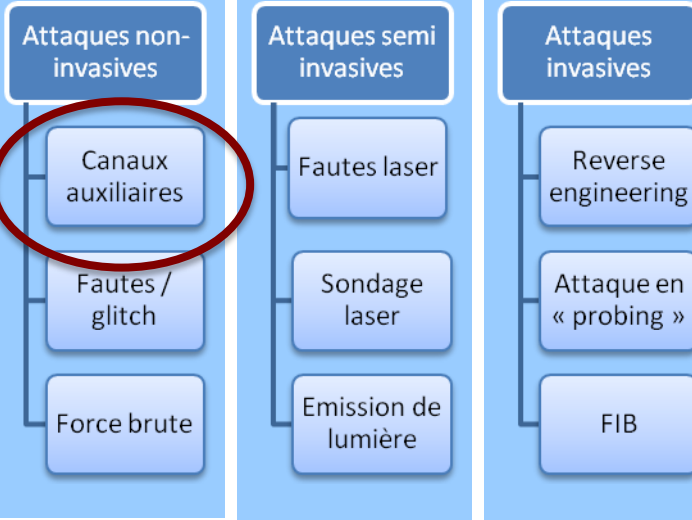 Attaques non-
invasives
Canaux
auxiliaires
Fautes /
glitch
Force brute
Attaques semi
invasives
Fautes laser
Sondage
laser
Emission de
lumière
Attaques
invasives
Reverse
engineering
Attaque en
« probing »
FIB